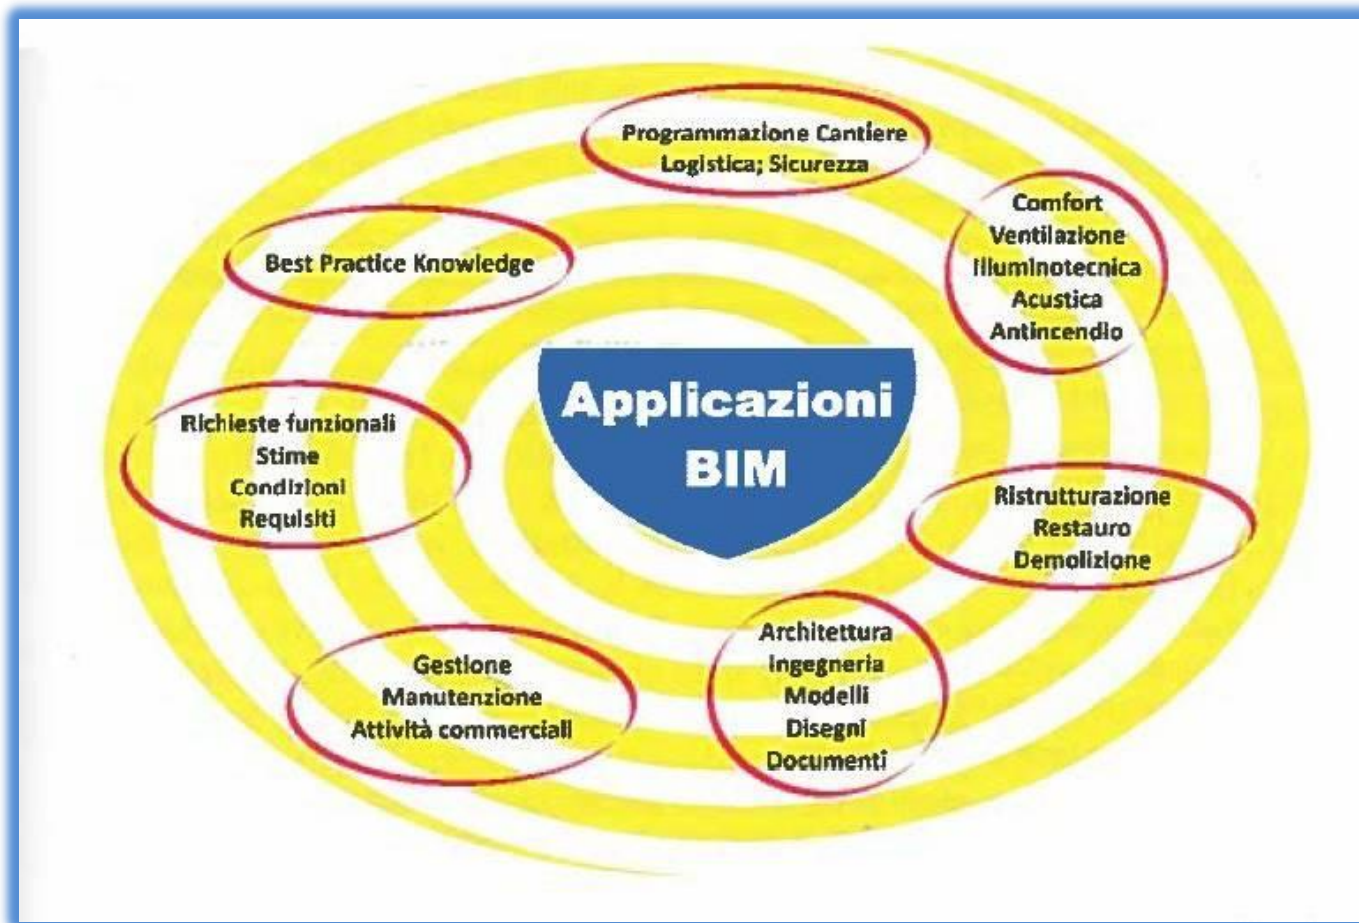 Programmazione Cantiere
Logistica; Sicurezza
Comfort
Ventilazione
Illuminotecnica
Acustica
Antincendio
Best Practice Knowledge
Applicazioni
BIM
Richieste funzionali
Stime
Condizioni
Requisiti
Ristrutturazione
Restauro
Demolizione
Architettura
Ingegneria
Modelli
Disegni
Documenti
Gestione
Manutenzione
Attività commerciali